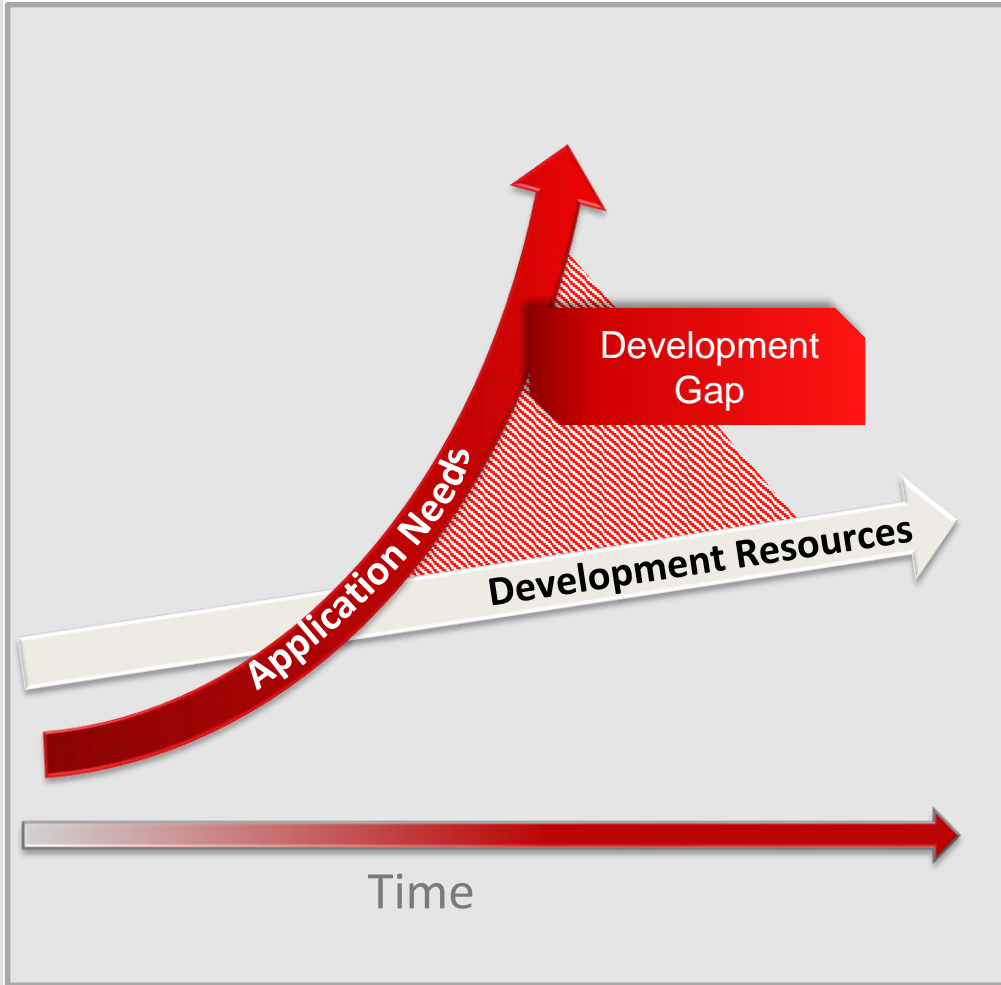 Development
Gap
Application Needs
Development Resources
Time